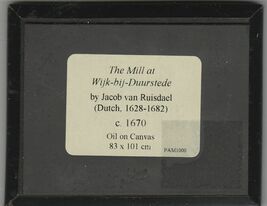 The Mill at
Wijk-bij-Duurstede
by Jacob van Ruisdael
(Dutch, 1628-1682)
c. 1670
Oil on Canvas
83 x 101 cm
PAM1000